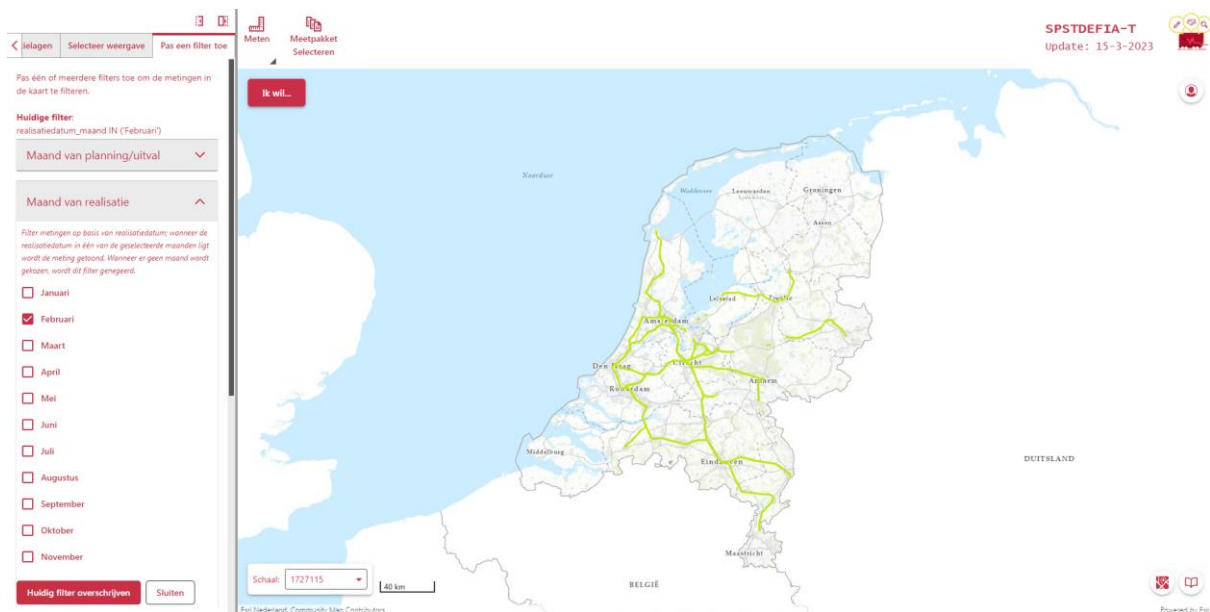 ielagen
Selecteer weergave
Pas een filter toe
Pas één of meerdere filters toe om de metingen in
de kaart te filteren.
Huidige filter:
realisatiedatum_maand IN ('Februari')
Maand van planning/uitval
Maand van realisatie
Filter metingen op basis van realisatiedatum; wanneer de
realisatiedatum in één van de geselecteerde maanden ligt
wordt de meting getoond. Wanneer er geen maand wordt
gekozen, wordt dit filter genegeerd.
Januari
Februari
Maart
April
Mei
Juni
Juli
Augustus
September
Oktober
November
Huidig filter overschrijven
Sluiten
Meten
Meetpakket
Selecteren
SPSTDEFIA-T
Update: 15-3-2023
Ik wil...
Noordzee
Waddenzee
Leeuwarden
Groningen
Assen
Lelystad
Zwolle
Amsterdam
Den Haag
Utrecht
Rotterdam
Arnhem
Middelburg
Eindhoven
Maastricht
DUITSLAND
BELGIË
Schaal:
1727115
40 km
Esri Nederland, Community Map Contributors
Powered by Esri